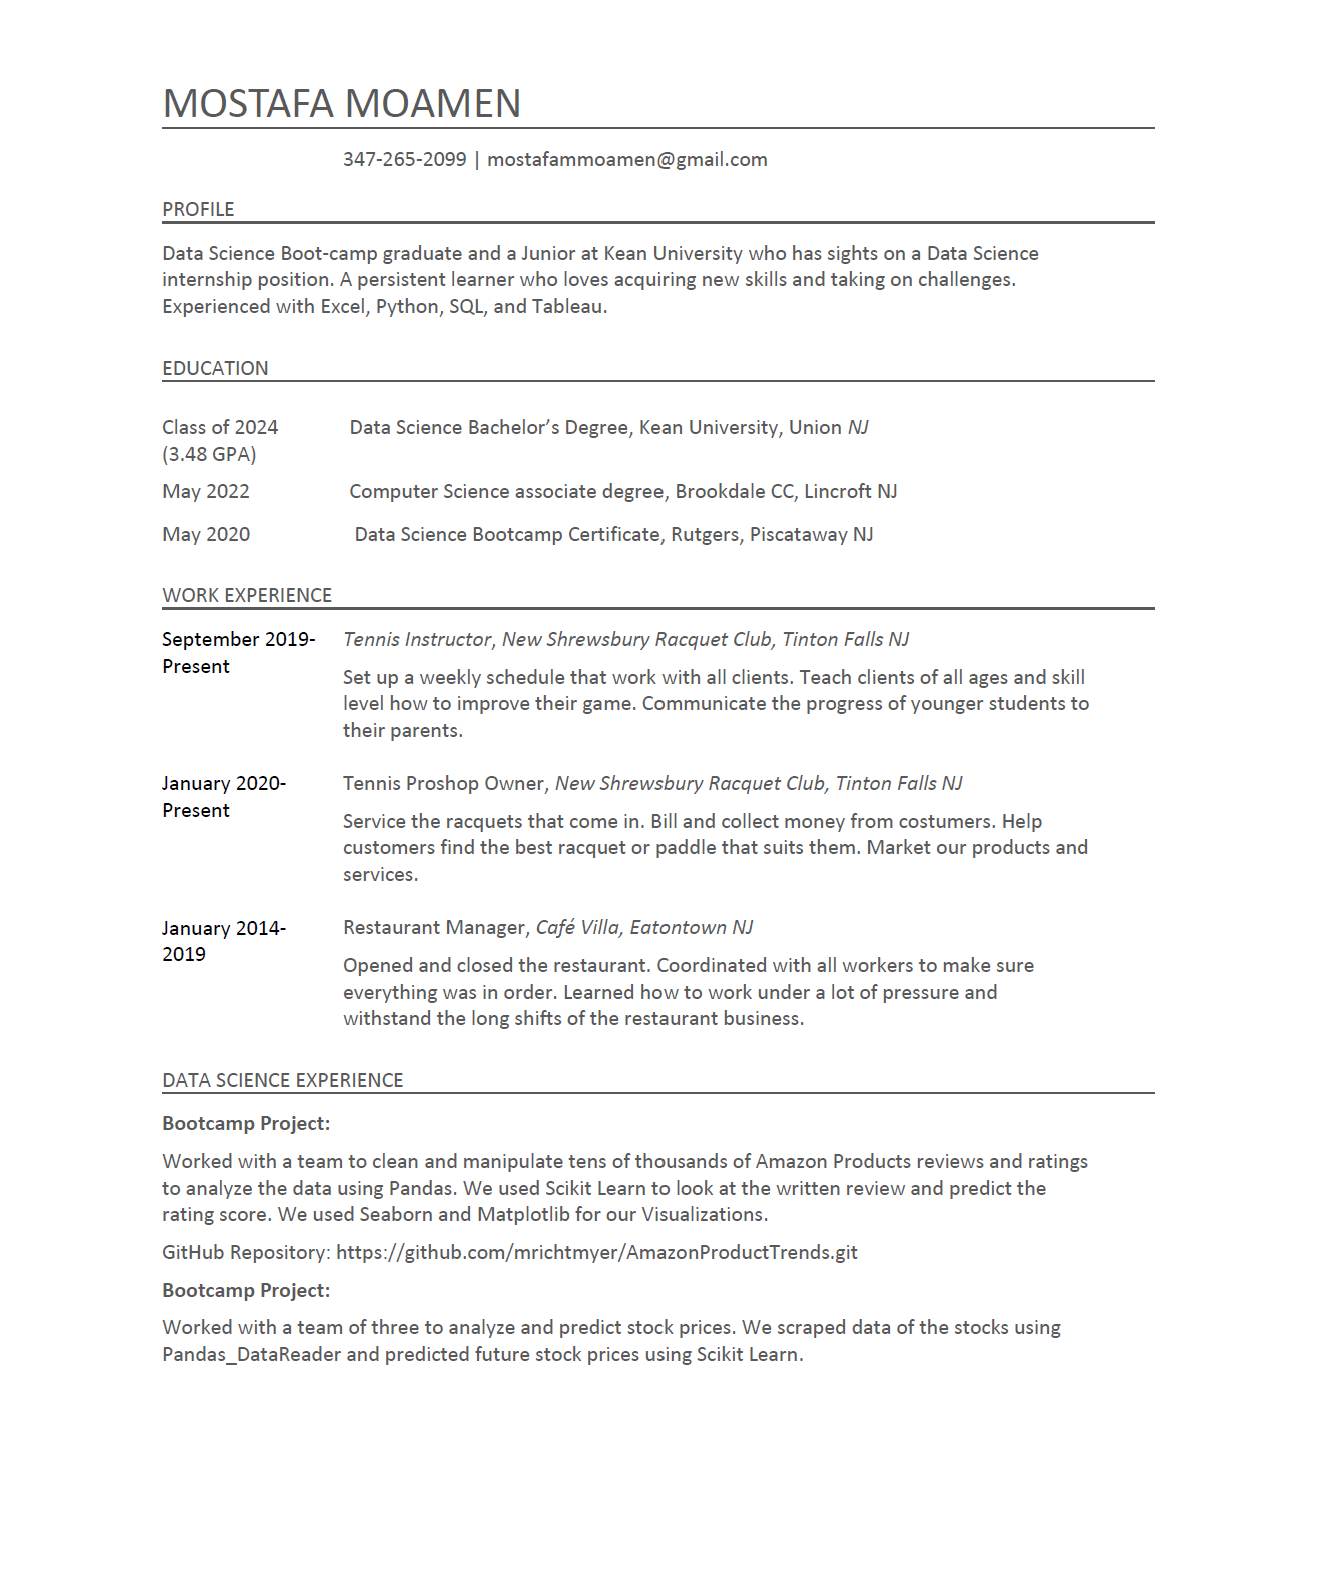 MOSTAFA MOAMEN
347-265-2099 | mostafammoamen@gmail.com
PROFILE
Data Science Boot-camp graduate and a Junior at Kean University who has sights on a Data Science
internship position. A persistent learner who loves acquiring new skills and taking on challenges.
Experienced with Excel, Python, SQL, and Tableau.
EDUCATION
Class of 2024 Data Science Bachelor’s Degree, Kean University, Union NJ
(3.48 GPA)
May 2022 Computer Science associate degree, Brookdale CC, Lincroft NJ
May 2020 Data Science Bootcamp Certificate, Rutgers, Piscataway NJ
WORK EXPERIENCE
September 2019-
Present
Tennis Instructor, New Shrewsbury Racquet Club, Tinton Falls NJ
Set up a weekly schedule that work with all clients. Teach clients of all ages and skill
level how to improve their game. Communicate the progress of younger students to
their parents.
January 2020-
Present
Tennis Proshop Owner, New Shrewsbury Racquet Club, Tinton Falls NJ
Service the racquets that come in. Bill and collect money from costumers. Help
customers find the best racquet or paddle that suits them. Market our products and
services.
January 2014-
2019
Restaurant Manager, Café Villa, Eatontown NJ
Opened and closed the restaurant. Coordinated with all workers to make sure
everything was in order. Learned how to work under a lot of pressure and
withstand the long shifts of the restaurant business.
DATA SCIENCE EXPERIENCE
Bootcamp Project:
Worked with a team to clean and manipulate tens of thousands of Amazon Products reviews and ratings
to analyze the data using Pandas. We used Scikit Learn to look at the written review and predict the
rating score. We used Seaborn and Matplotlib for our Visualizations.
GitHub Repository: https://github.com/mrichtmyer/AmazonProductTrends.git
Bootcamp Project:
Worked with a team of three to analyze and predict stock prices. We scraped data of the stocks using
Pandas_DataReader and predicted future stock prices using Scikit Learn.